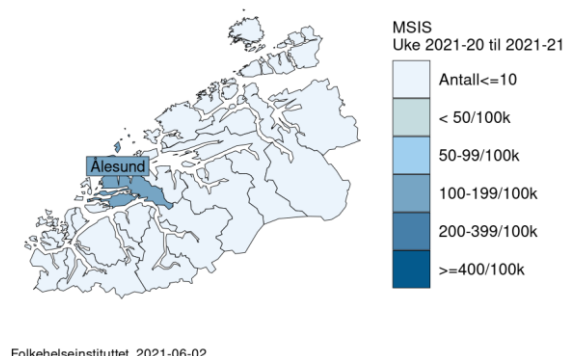 MSIS
Uke 2021-20 til 2021-21
Antall<=10
< 50/100k
50-99/100k
100-199/100k
200-399/100k
>=400/100k
Ålesund
Folkehelseinstituttet, 2021-06-02